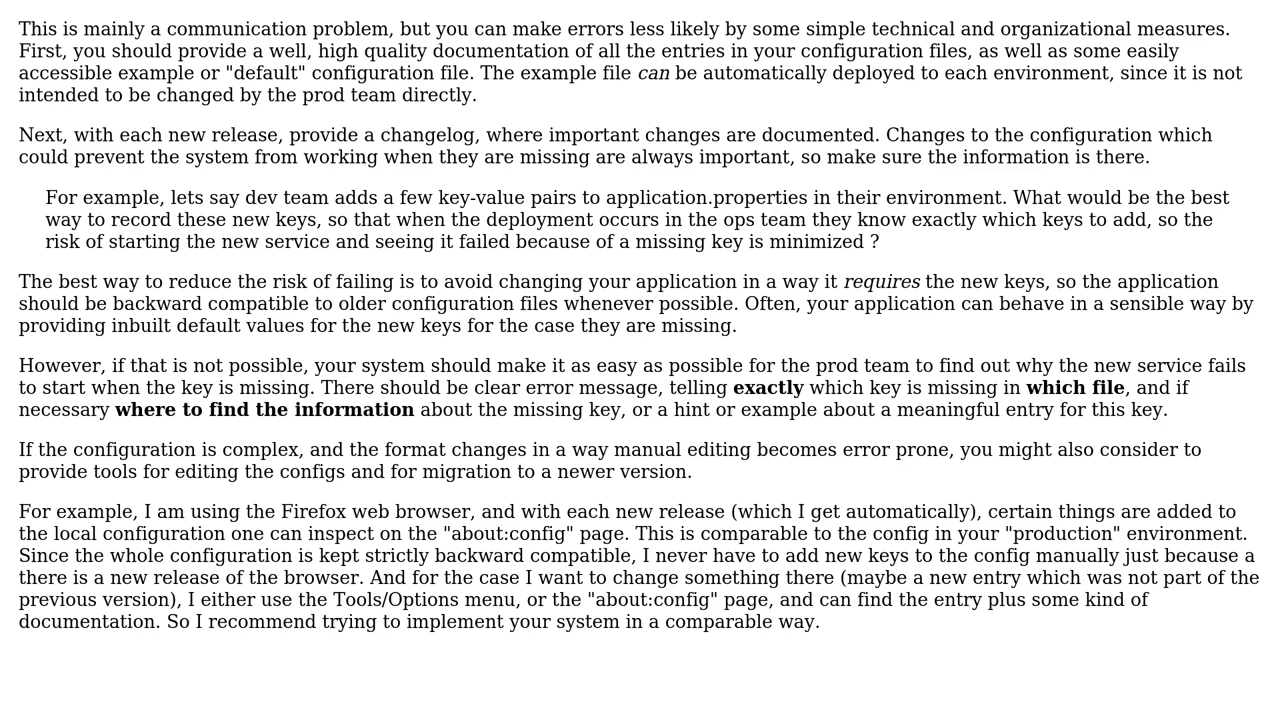 This is mainly a communication problem, but you can make errors less likely by some simple technical and organizational measures.
First, you should provide a well, high quality documentation of all the entries in your configuration files, as well as some easily
accessible example or "default" configuration file. The example file can be automatically deployed to each environment, since it is not
intended to be changed by the prod team directly.
Next, with each new release, provide a changelog, where important changes are documented. Changes to the configuration which
could prevent the system from working when they are missing are always important, so make sure the information is there.
For example, lets say dev team adds a few key-value pairs to application.properties in their environment. What would be the best
way to record these new keys, so that when the deployment occurs in the ops team they know exactly which keys to add, so the
risk of starting the new service and seeing it failed because of a missing key is minimized ?
The best way to reduce the risk of failing is to avoid changing your application in a way it requires the new keys, so the application
should be backward compatible to older configuration files whenever possible. Often, your application can behave in a sensible way by
providing inbuilt default values for the new keys for the case they are missing.
However, if that is not possible, your system should make it as easy as possible for the prod team to find out why the new service fails
to start when the key is missing. There should be clear error message, telling exactly which key is missing in which file, and if
necessary where to find the information about the missing key, or a hint or example about a meaningful entry for this key.
If the configuration is complex, and the format changes in a way manual editing becomes error prone, you might also consider to
provide tools for editing the configs and for migration to a newer version.
For example, I am using the Firefox web browser, and with each new release (which I get automatically), certain things are added to
the local configuration one can inspect on the "about:config" page. This is comparable to the config in your "production" environment.
Since the whole configuration is kept strictly backward compatible, I never have to add new keys to the config manually just because a
there is a new release of the browser. And for the case I want to change something there (maybe a new entry which was not part of the
previous version), I either use the Tools/Options menu, or the "about:config" page, and can find the entry plus some kind of
documentation. So I recommend trying to implement your system in a comparable way.